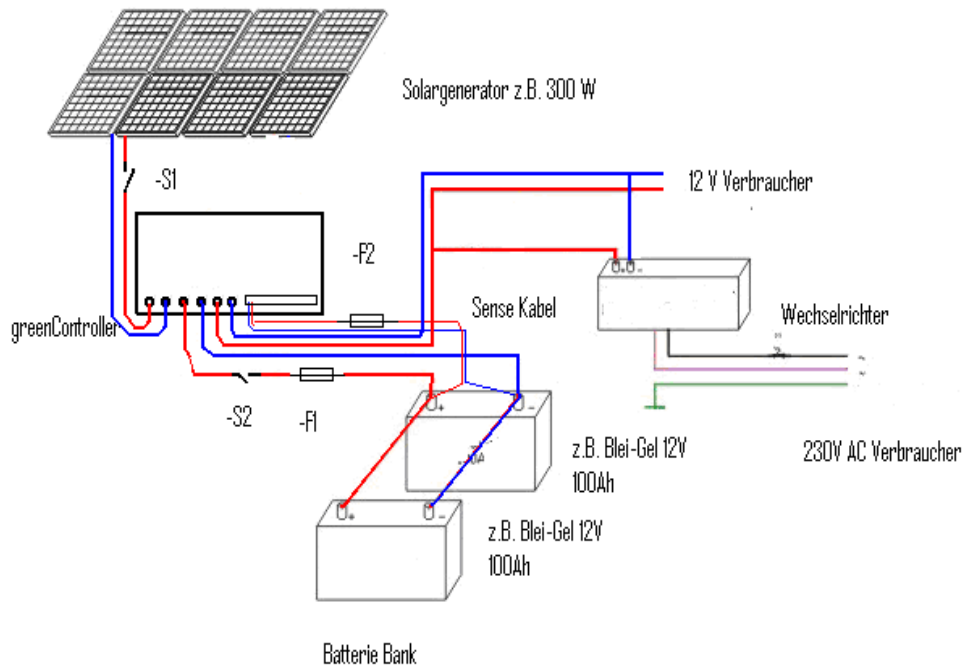 Solargenerator z.B. 300 W
-S1
12 V Verbraucher
-F2
Sense Kabel
greenController
Wechselrichter
-S2
-F1
+
-
+
-
+
-
z.B. Blei-Gel 12V
100Ah
230V AC Verbraucher
z.B. Blei-Gel 12V
100Ah
Batterie Bank